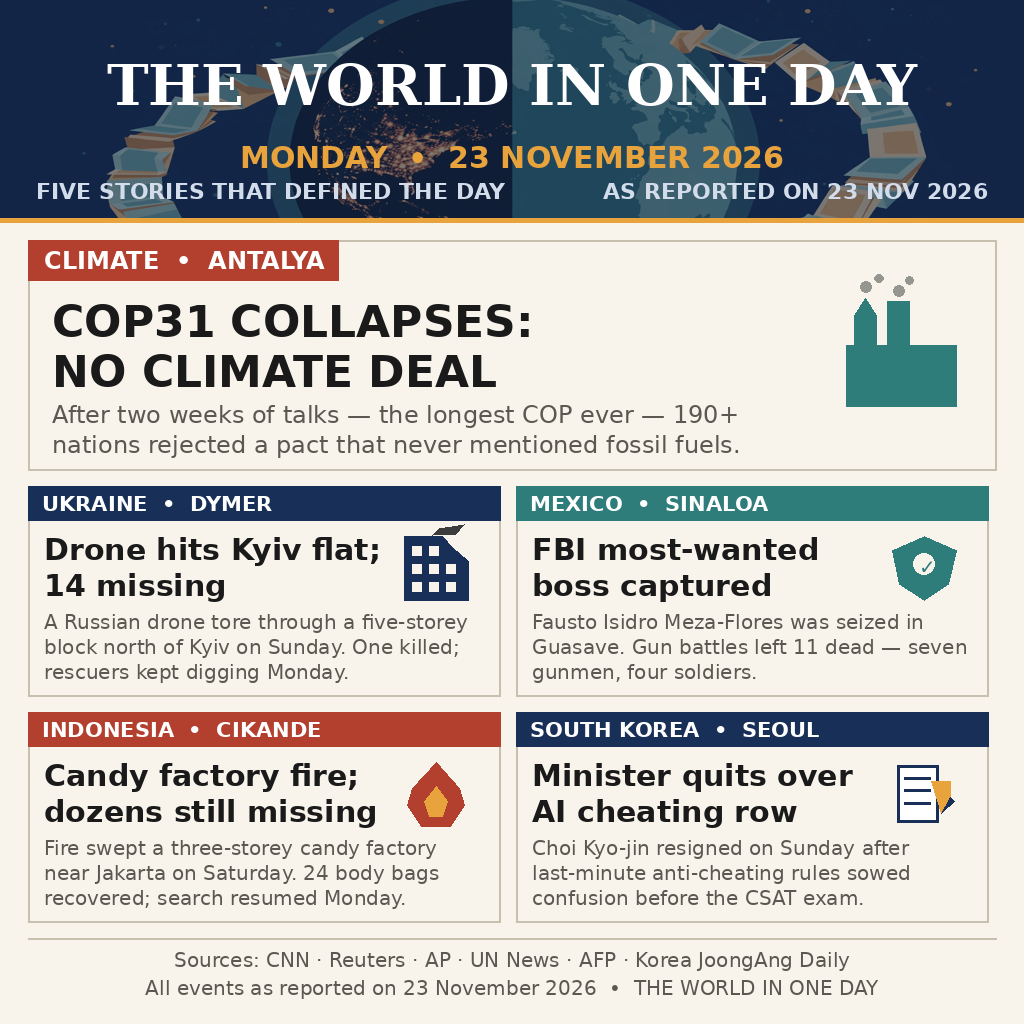 THE WORLD IN ONE DAY
MONDAY • 23 NOVEMBER 2026
FIVE STORIES THAT DEFINED THE DAY
AS REPORTED ON 23 NOV 2026
CLIMATE • ANTALYA
COP31 COLLAPSES:
NO CLIMATE DEAL
After two weeks of talks — the longest COP ever — 190+
nations rejected a pact that never mentioned fossil fuels.
UKRAINE • DYMER
Drone hits Kyiv flat;
14 missing
A Russian drone tore through a five-storey
block north of Kyiv on Sunday. One killed;
rescuers kept digging Monday.
MEXICO • SINALOA
FBI most-wanted
boss captured
Fausto Isidro Meza-Flores was seized in
Guasave. Gun battles left 11 dead — seven
gunmen, four soldiers.
INDONESIA • CIKANDE
Candy factory fire;
dozens still missing
Fire swept a three-storey candy factory
near Jakarta on Saturday. 24 body bags
recovered; search resumed Monday.
SOUTH KOREA • SEOUL
Minister quits over
AI cheating row
Choi Kyo-jin resigned on Sunday after
last-minute anti-cheating rules sowed
confusion before the CSAT exam.
Sources: CNN · Reuters · AP · UN News · AFP · Korea JoongAng Daily
All events as reported on 23 November 2026 • THE WORLD IN ONE DAY